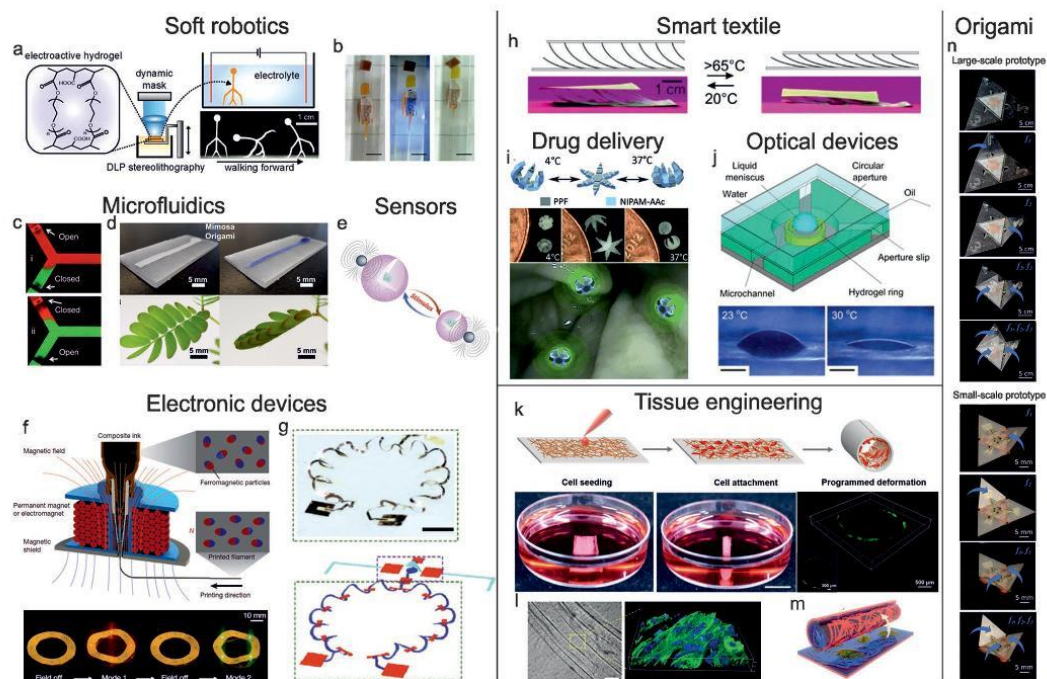 Soft robotics
a
electroactive hydrogel
dynamic
mask
electrolyte
1 cm
DLP stereolithography
walking forward
b
Microfluidics
c
Open
i
Closed
Closed
ii
Open
d
Mimosa
Origami
5 mm
5 mm
5 mm
5 mm
Sensors
e
Stimulus
Electronic devices
f
Composite ink
Magnetic field
Ferromagnetic particles
Permanent magnet
or electromagnet
N
Magnetic
shield
Printed filament
Printing direction
10 mm
Field off
Mode 1
Field off
Mode 2
g
Smart textile
h
>65°C
20°C
1 cm
Drug delivery
i
4°C
37°C
PPF
NIPAM-AAc
4°C
37°C
Optical devices
j
Liquid
meniscus
Circular
aperture
Water
Oil
Aperture slip
Microchannel
Hydrogel ring
23 °C
30 °C
Tissue engineering
k
Cell seeding
Cell attachment
Programmed deformation
500 µm
l
m
Origami
n
Large-scale prototype
5 cm
f1
5 cm
f2
5 cm
5 cm
5 cm
Small-scale prototype
f1
5 mm
f2
5 mm
5 mm
5 mm